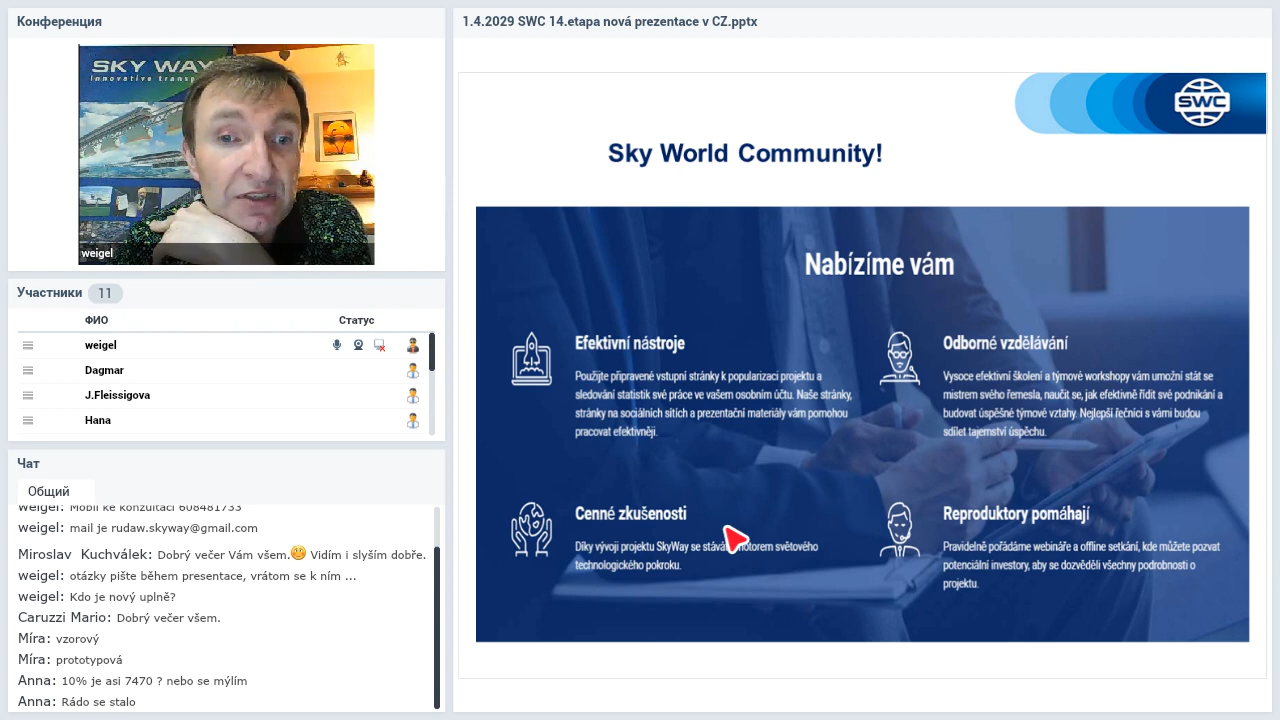 Конференция
SKY WAY
Innovative transp
weigel
Участники 11
ФИО Статус
weigel
Dagmar
J.Fleissigova
Hana
Чат
Общий
weigel: Mobil ke konzultaci 608481733
weigel: mail je rudaw.skyway@gmail.com
Miroslav Kuchválek: Dobrý večer Vám všem. Vidím i slyším dobře.
weigel: otázky pište během presentace, vrátom se k ním ...
weigel: Kdo je nový uplně?
Caruzzi Mario: Dobrý večer všem.
Míra: vzorový
Míra: prototypová
Anna: 10% je asi 7470 ? nebo se mýlím
Anna: Rádo se stalo
1.4.2029 SWC 14.etapa nová prezentace v CZ.pptx
SWC
Sky World Community!
Nabízíme vám
Efektivní nástroje
Použijte připravené vstupní stránky k popularizaci projektu a
sledování statistik své práce ve vašem osobním účtu. Naše stránky,
stránky na sociálních sítích a prezentační materiály vám pomohou
pracovat efektivněji.
Odborné vzdělávání
Vysoce efektivní školení a týmové workshopy vám umožní stát se
mistrem svého řemesla, naučit se, jak efektivně řídit své podnikání a
budovat úspěšné týmové vztahy. Nejlepší řečníci s vámi budou
sdílet tajemství úspěchu.
Cenné zkušenosti
Díky vývoji projektu SkyWay se stává motorem světového
technologického pokroku.
Reproduktory pomáhají
Pravidelně pořádáme webináře a offline setkání, kde můžete pozvat
potenciální investory, aby se dozvěděli všechny podrobnosti o
projektu.